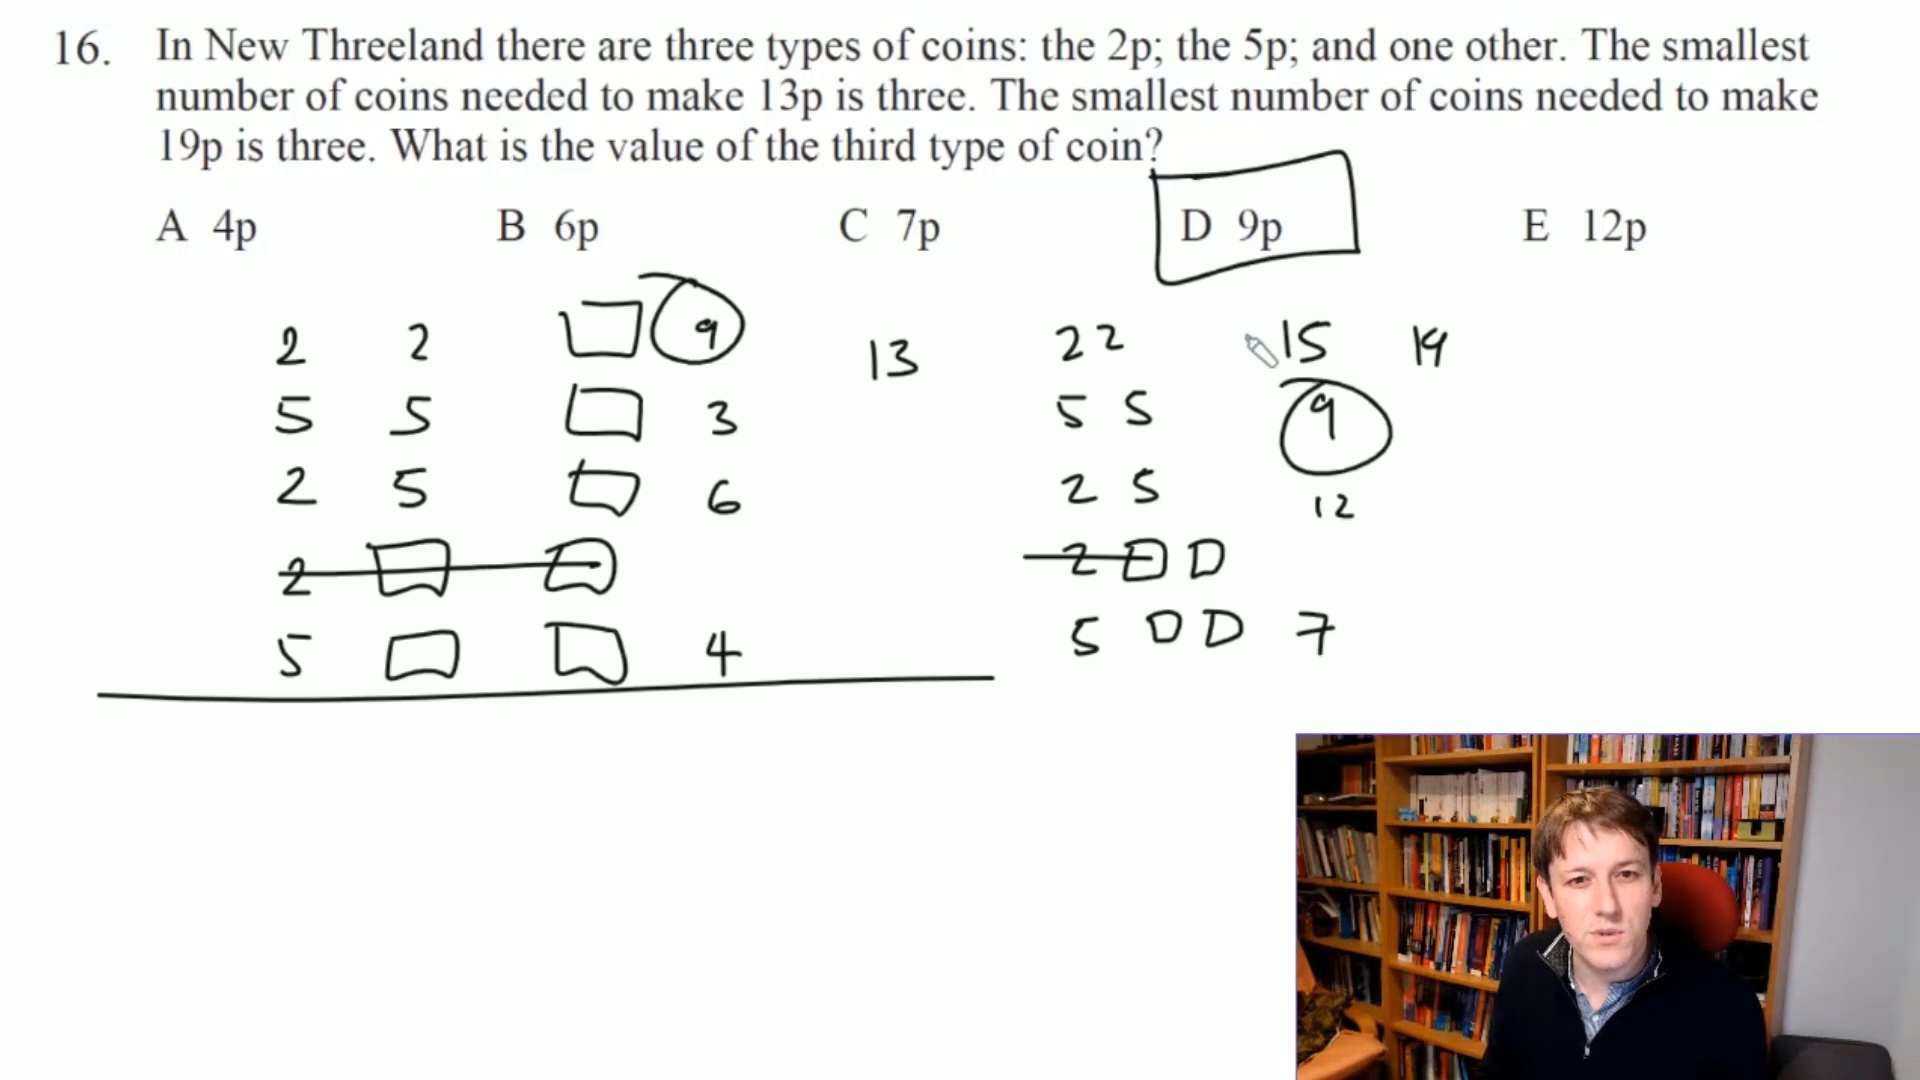 16. In New Threeland there are three types of coins: the 2p; the 5p; and one other. The smallest
number of coins needed to make 13p is three. The smallest number of coins needed to make
19p is three. What is the value of the third type of coin?
A 4p B 6p C 7p D 9p E 12p
2 2 9 13 22 15 19
5 5 3 5 5 9
2 5 6 2 5 12
2 2
5 4 5 7